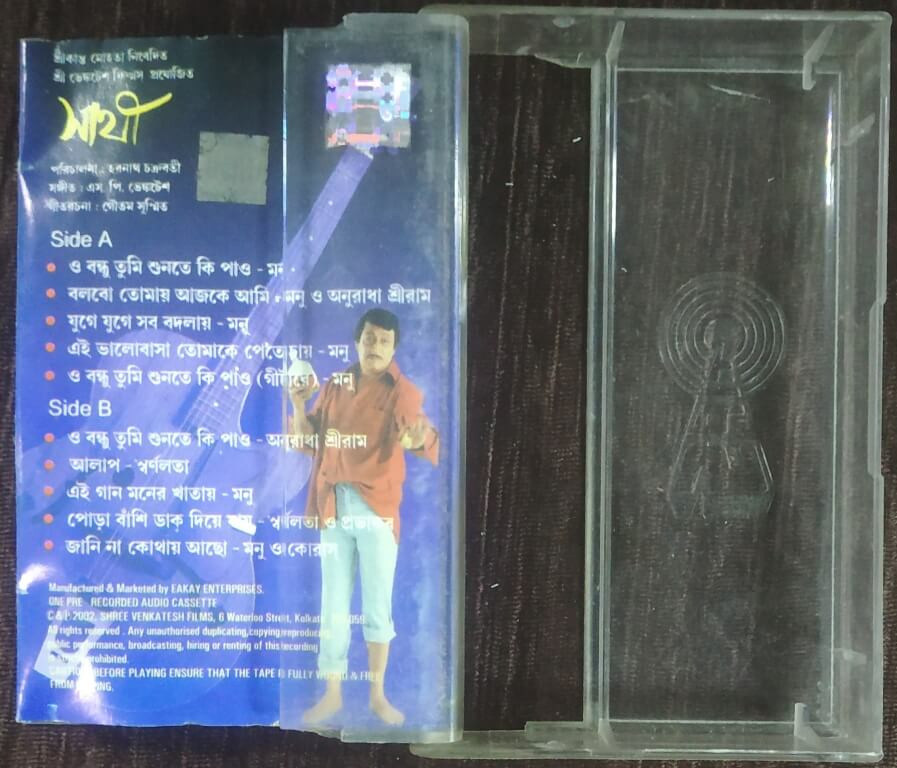 শ্রীকান্ত মোহতা নিবেদিত
শ্রী ভেঙ্কটেশ ফিল্মস প্রযোজিত
সাথী
পরিচালনা : হরনাথ চক্রবর্তী
সঙ্গীত : এস. পি. ভেঙ্কটেশ
গীতরচনা : গৌতম সুস্মিত
Side A
ও বন্ধু তুমি শুনতে কি পাও - মনু
বলবো তোমায় আজকে আমি - মনু ও অনুরাধা শ্রীরাম
যুগে যুগে সব বদলায় - মনু
এই ভালোবাসা তোমাকে পেতে চায় - মনু
ও বন্ধু তুমি শুনতে কি পাও (গীটারে) - মনু
Side B
ও বন্ধু তুমি শুনতে কি পাও - অনুরাধা শ্রীরাম
আলাপ - স্বর্ণলতা
এই গান মনের খাতায় - মনু
পোড়া বাঁশি ডাক দিয়ে যায় - স্বর্ণলতা ও প্রভাকর
জানি না কোথায় আছো - মনু ও কোরাস
Manufactured & Marketed by EAKAY ENTERPRISES.
ONE PRE - RECORDED AUDIO CASSETTE
C & P 2002, SHREE VENKATESH FILMS, 6 Waterloo Street, Kolkata
All rights reserved . Any unauthorised duplicating,copying,reproducing,
public performance, broadcasting, hiring or renting of this recording
is prohibited.
CAUTION BEFORE PLAYING ENSURE THAT THE TAPE IS FULLY WOUND & FREE
FROM